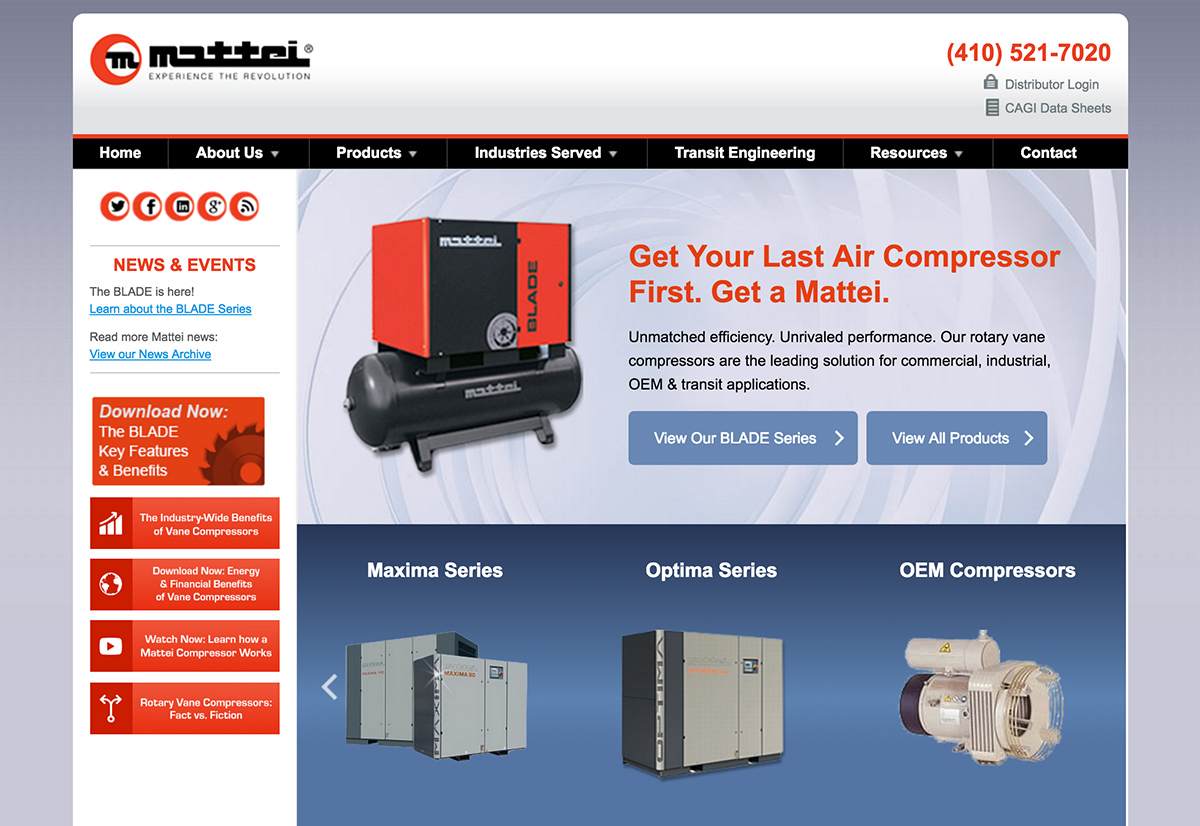 mattei®
EXPERIENCE THE REVOLUTION
(410) 521-7020
Distributor Login
CAGI Data Sheets
Home
About Us
Products
Industries Served
Transit Engineering
Resources
Contact
NEWS & EVENTS
The BLADE is here!
Learn about the BLADE Series
Read more Mattei news:
View our News Archive
Download Now:
The BLADE
Key Features
& Benefits
The Industry-Wide Benefits
of Vane Compressors
Download Now: Energy
& Financial Benefits
of Vane Compressors
Watch Now: Learn how a
Mattei Compressor Works
Rotary Vane Compressors:
Fact vs. Fiction
mattei
BLADE
mattei
Get Your Last Air Compressor
First. Get a Mattei.
Unmatched efficiency. Unrivaled performance. Our rotary vane
compressors are the leading solution for commercial, industrial,
OEM & transit applications.
View Our BLADE Series
View All Products
Maxima Series
Optima Series
OEM Compressors
mattei
MAXIMA 30
mattei